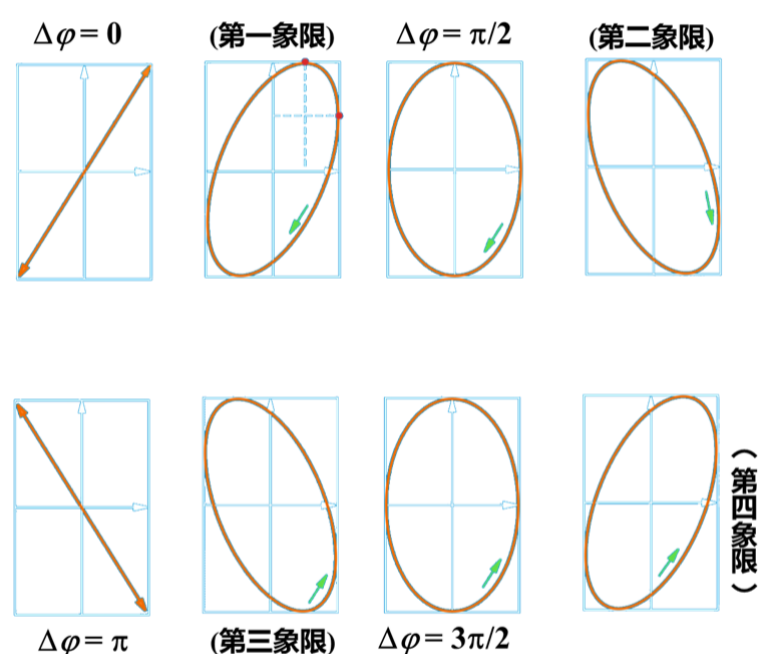 Δφ = 0
(第一象限)
Δφ = π/2
(第二象限)
Δφ = π
(第三象限)
Δφ = 3π/2
(第四象限)